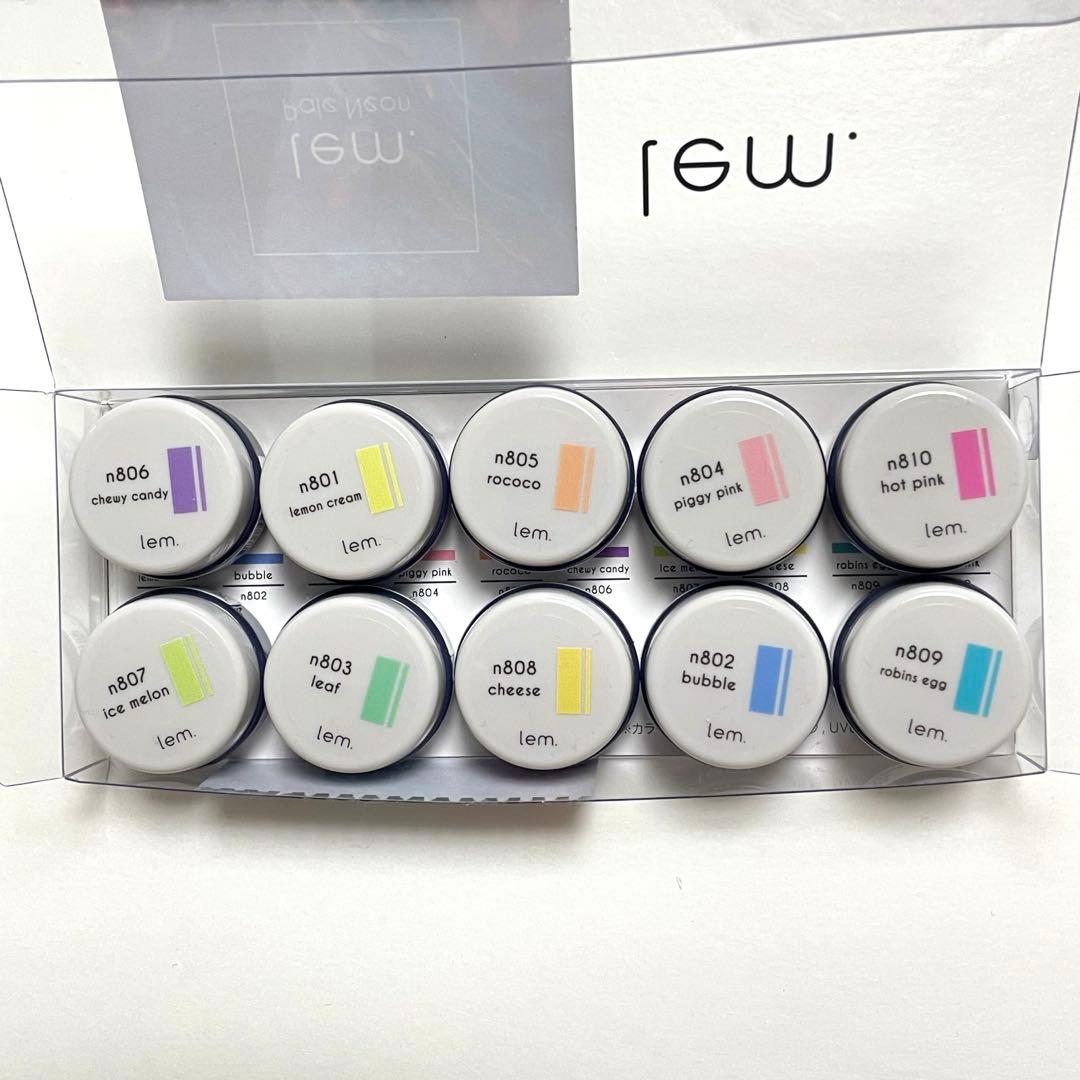 Pale Neon
lem.
lem.
n806
chewy candy
lem.
n801
lemon cream
lem.
n805
rococo
lem.
n804
piggy pink
lem.
n810
hot pink
lem.
bubble
n802
piggy pink
n804
chewy candy
n806
n807
ice melon
lem.
n803
leaf
lem.
n808
cheese
lem.
n802
bubble
lem.
n809
robins egg
lem.